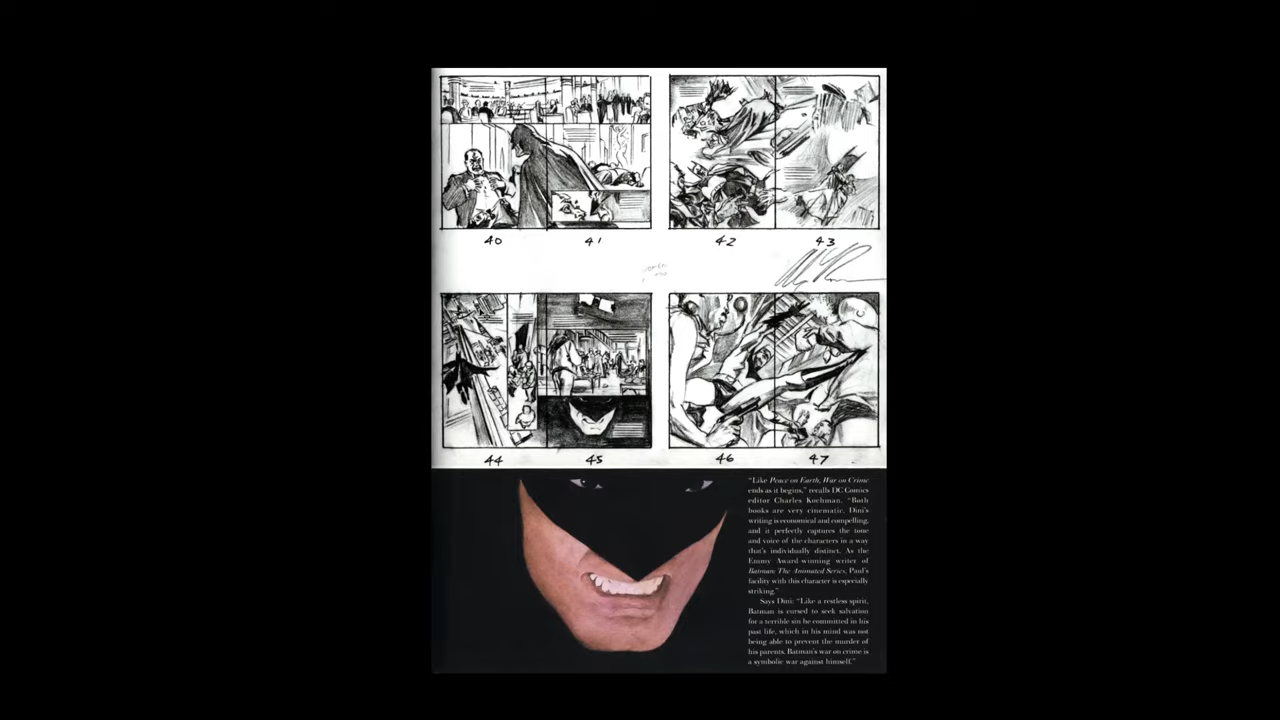 40
41
42
43
44
45
46
47
"Like Peace on Earth, War on Crime
ends as it begins," recalls DC Comics
editor Charles Kochman. "Both
books are very cinematic. Dini's
writing is economical and compelling,
and it perfectly captures the tone
and voice of the characters in a way
that's individually distinct. As the
Emmy Award-winning writer of
Batman: The Animated Series, Paul's
facility with this character is especially
striking."
Says Dini: "Like a restless spirit,
Batman is cursed to seek salvation
for a terrible sin he committed in his
past life, which in his mind was not
being able to prevent the murder of
his parents. Batman's war on crime is
a symbolic war against himself."